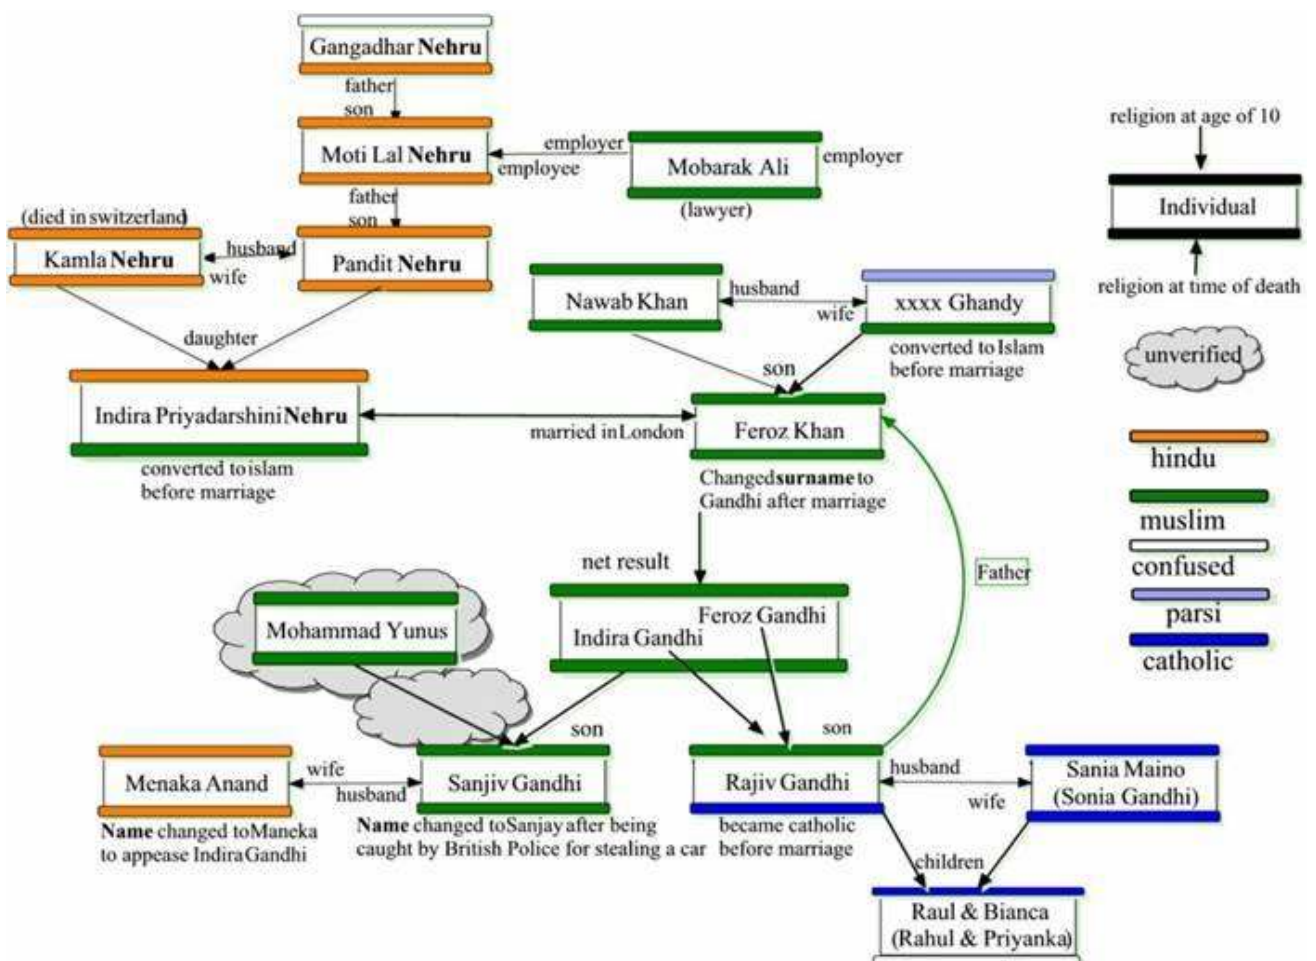 Gangadhar Nehru
father
son
Moti Lal Nehru
employer
employee
Mobarak Ali
employer
(lawyer)
religion at age of 10
Individual
religion at time of death
father
son
(died in switzerland)
Kamla Nehru
husband
wife
Pandit Nehru
daughter
Nawab Khan
husband
wife
xxxx Ghandy
converted to Islam
before marriage
son
unverified
Indira Priyadarshini Nehru
converted to islam
before marriage
married in London
Feroz Khan
Changed surname to
Gandhi after marriage
hindu
muslim
confused
parsi
catholic
net result
Father
Mohammad Yunus
Feroz Gandhi
Indira Gandhi
son
son
Menaka Anand
wife
husband
Sanjiv Gandhi
Rajiv Gandhi
husband
wife
Sania Maino
(Sonia Gandhi)
Name changed to Maneka
to appease Indira Gandhi
Name changed to Sanjay after being
caught by British Police for stealing a car
became catholic
before marriage
children
Raul & Bianca
(Rahul & Priyanka)